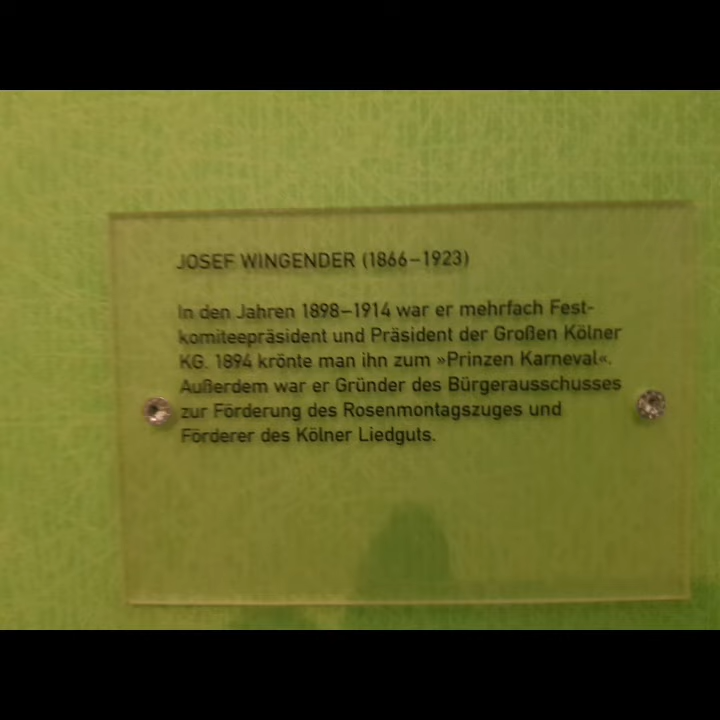 JOSEF WINGENDER (1866–1923)
In den Jahren 1898–1914 war er mehrfach Fest-
komiteepräsident und Präsident der Großen Kölner
KG. 1894 krönte man ihn zum »Prinzen Karneval«.
Außerdem war er Gründer des Bürgerausschusses
zur Förderung des Rosenmontagszuges und
Förderer des Kölner Liedguts.